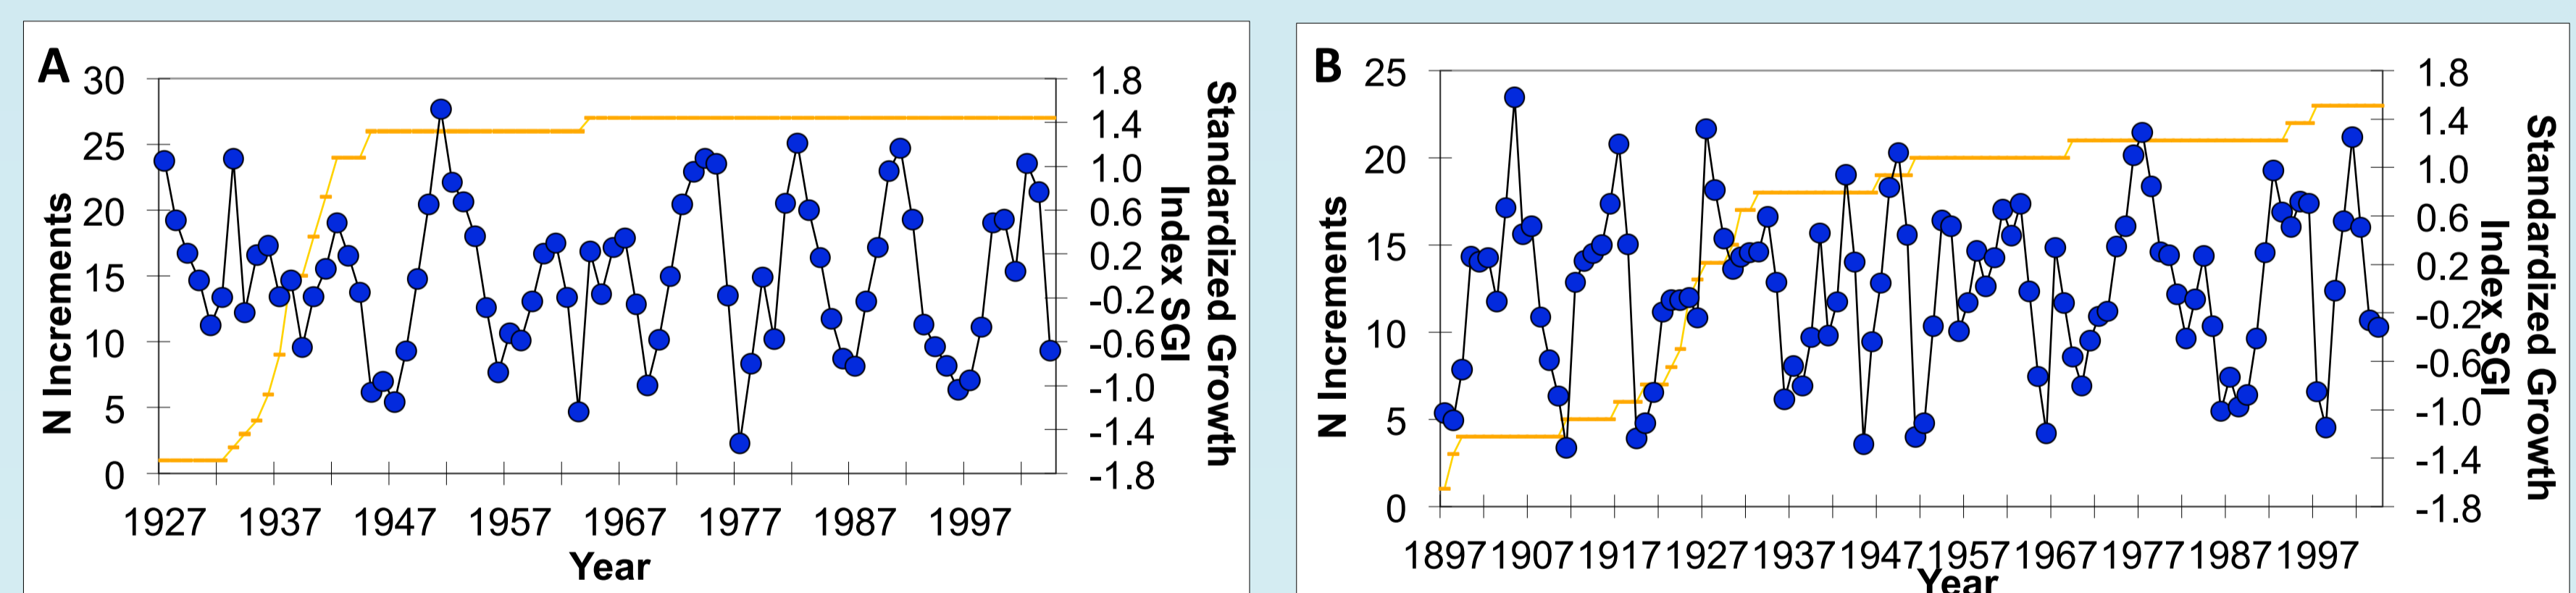 A
N Increments
30
25
20
15
10
5
0
1.8
1.4
1.0
0.6
0.2
-0.2
-0.6
-1.0
-1.4
-1.8
Standardized Growth
Index SGI
1927 1937 1947 1957 1967 1977 1987 1997
Year
B
N Increments
25
20
15
10
5
0
1.8
1.4
1.0
0.6
0.2
-0.2
-0.6
-1.0
-1.4
-1.8
Standardized Growth
Index SGI
1897 1907 1917 1927 1937 1947 1957 1967 1977 1987 1997
Year